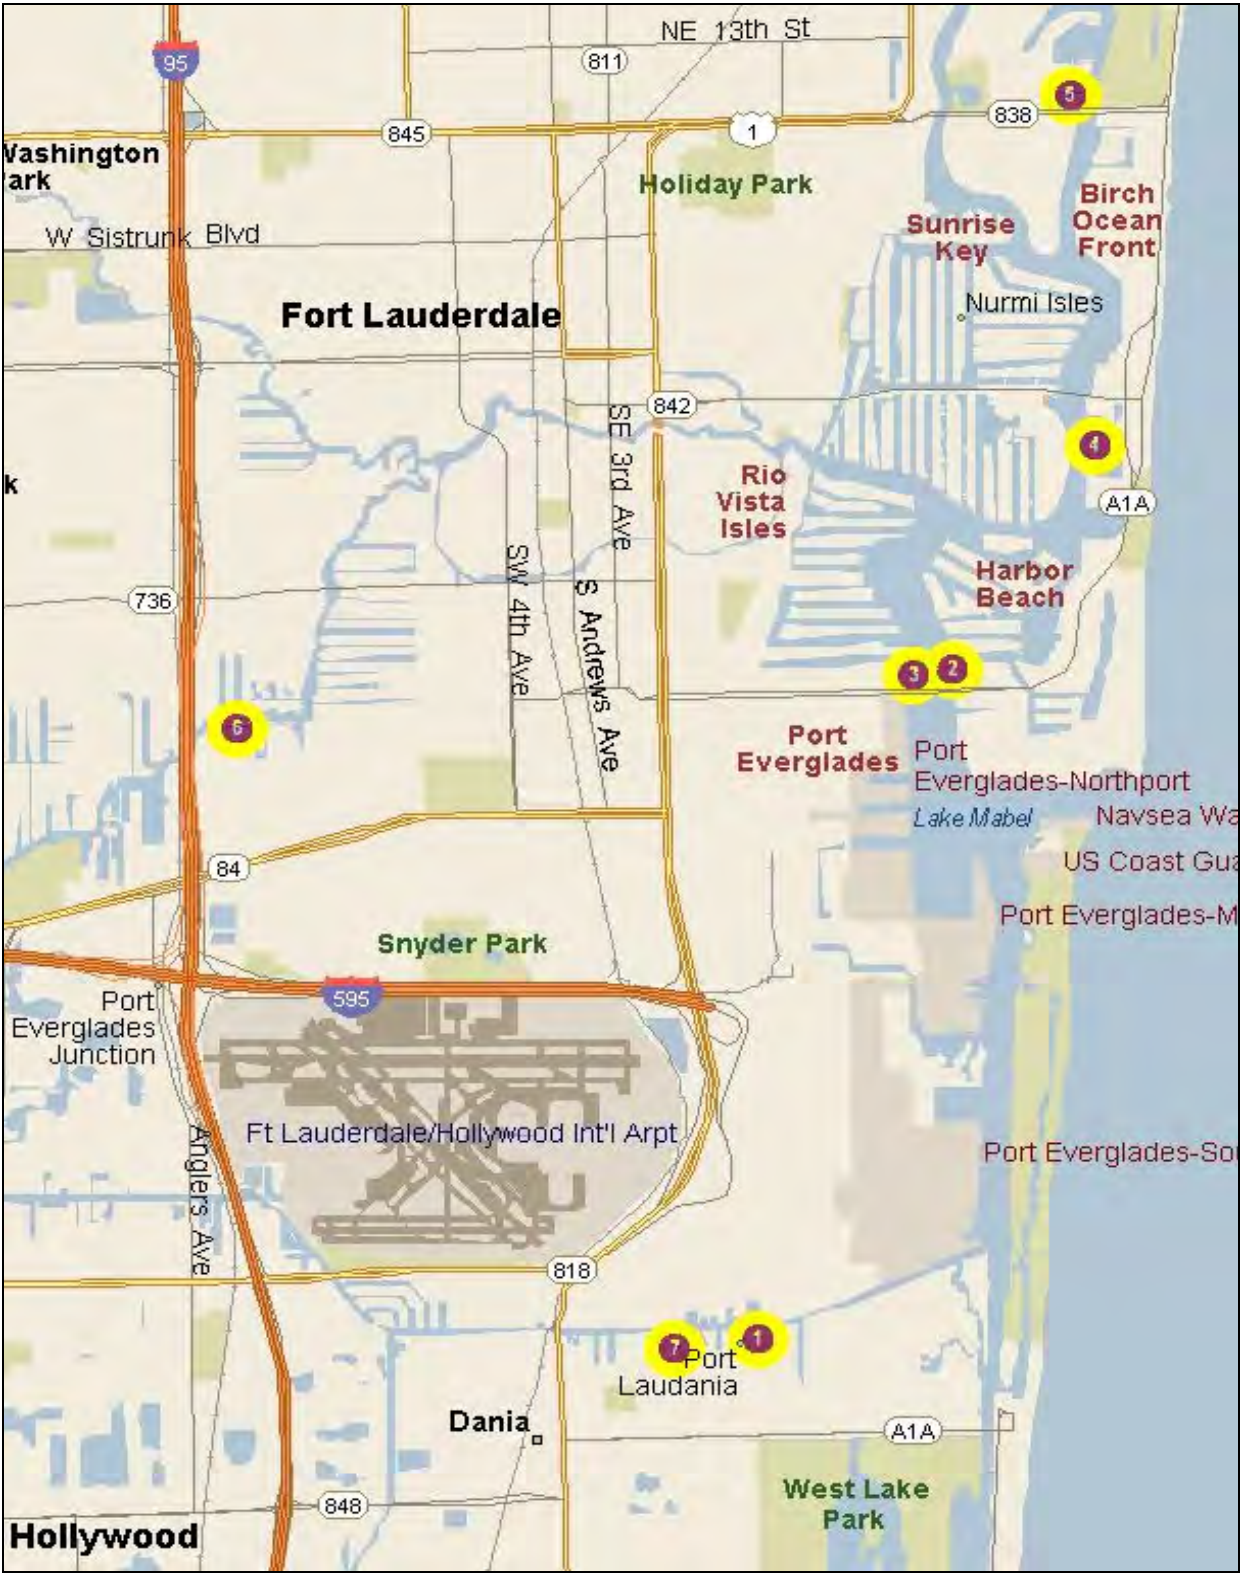 NE 13th St
95
811
5
838
845
1
Washington
Park
Holiday Park
Birch
Ocean
Front
Sunrise
Key
W Sistrunk Blvd
Nurmi Isles
Fort Lauderdale
842
SE 3rd Ave
4
k
Rio
Vista
Isles
A1A
SW 4th Ave
Harbor
Beach
736
S Andrews Ave
3
2
6
Port
Everglades
Port
Everglades-Northport
Lake Mabel
Navsea Wa
84
US Coast Gua
Port Everglades-M
Snyder Park
595
Port
Everglades
Junction
Ft Lauderdale/Hollywood Int'l Arpt
Anglers Ave
Port Everglades-Sou
818
7
1
Port
Laudania
Dania
A1A
West Lake
Park
848
Hollywood